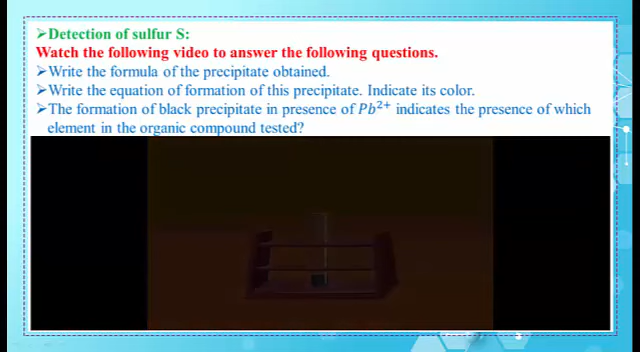 ➢Detection of sulfur S:
Watch the following video to answer the following questions.
➢Write the formula of the precipitate obtained.
➢Write the equation of formation of this precipitate. Indicate its color.
➢The formation of black precipitate in presence of Pb²⁺ indicates the presence of which
element in the organic compound tested?